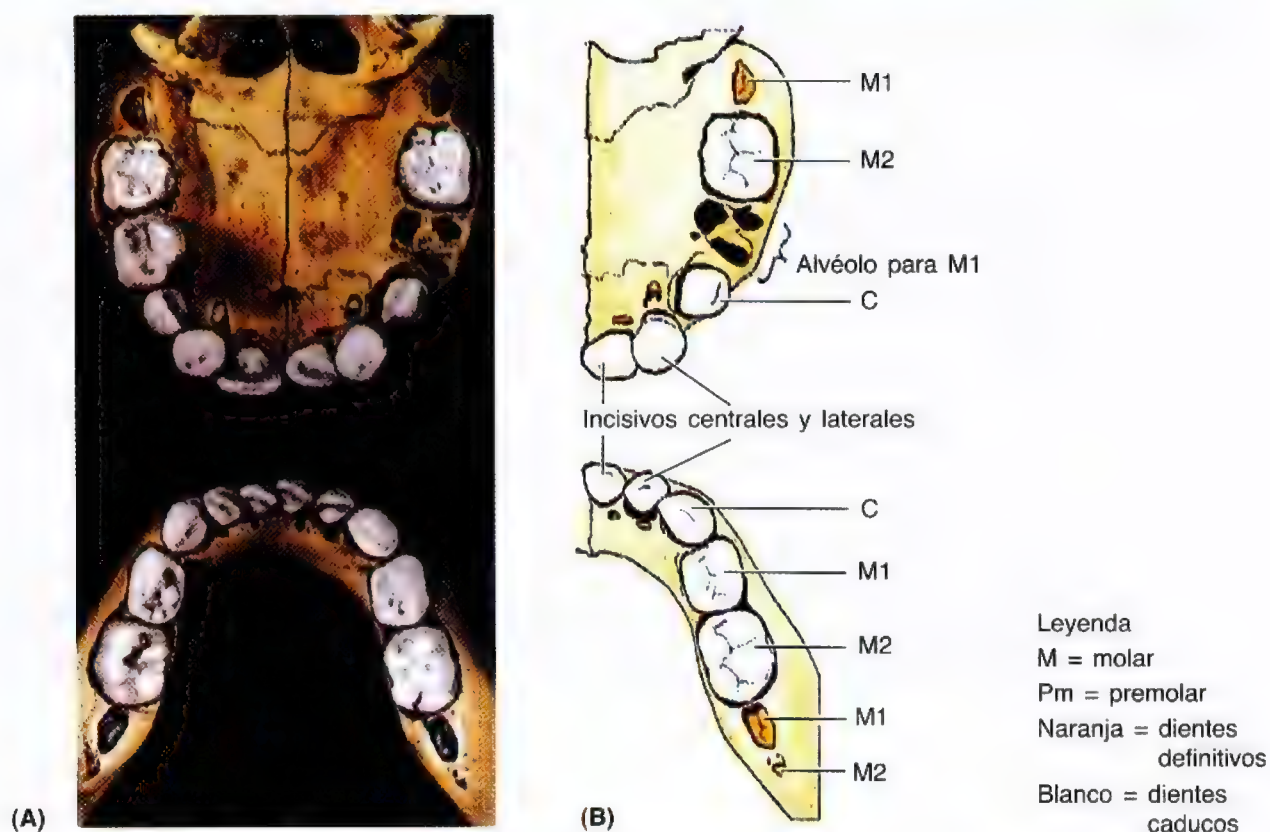 M1
M2
Alvéolo para M1
C
Incisivos centrales y laterales
C
M1
M2
M1
M2
Leyenda
M = molar
Pm = premolar
Naranja = dientes
definitivos
Blanco = dientes
caducos
(A)
(B)